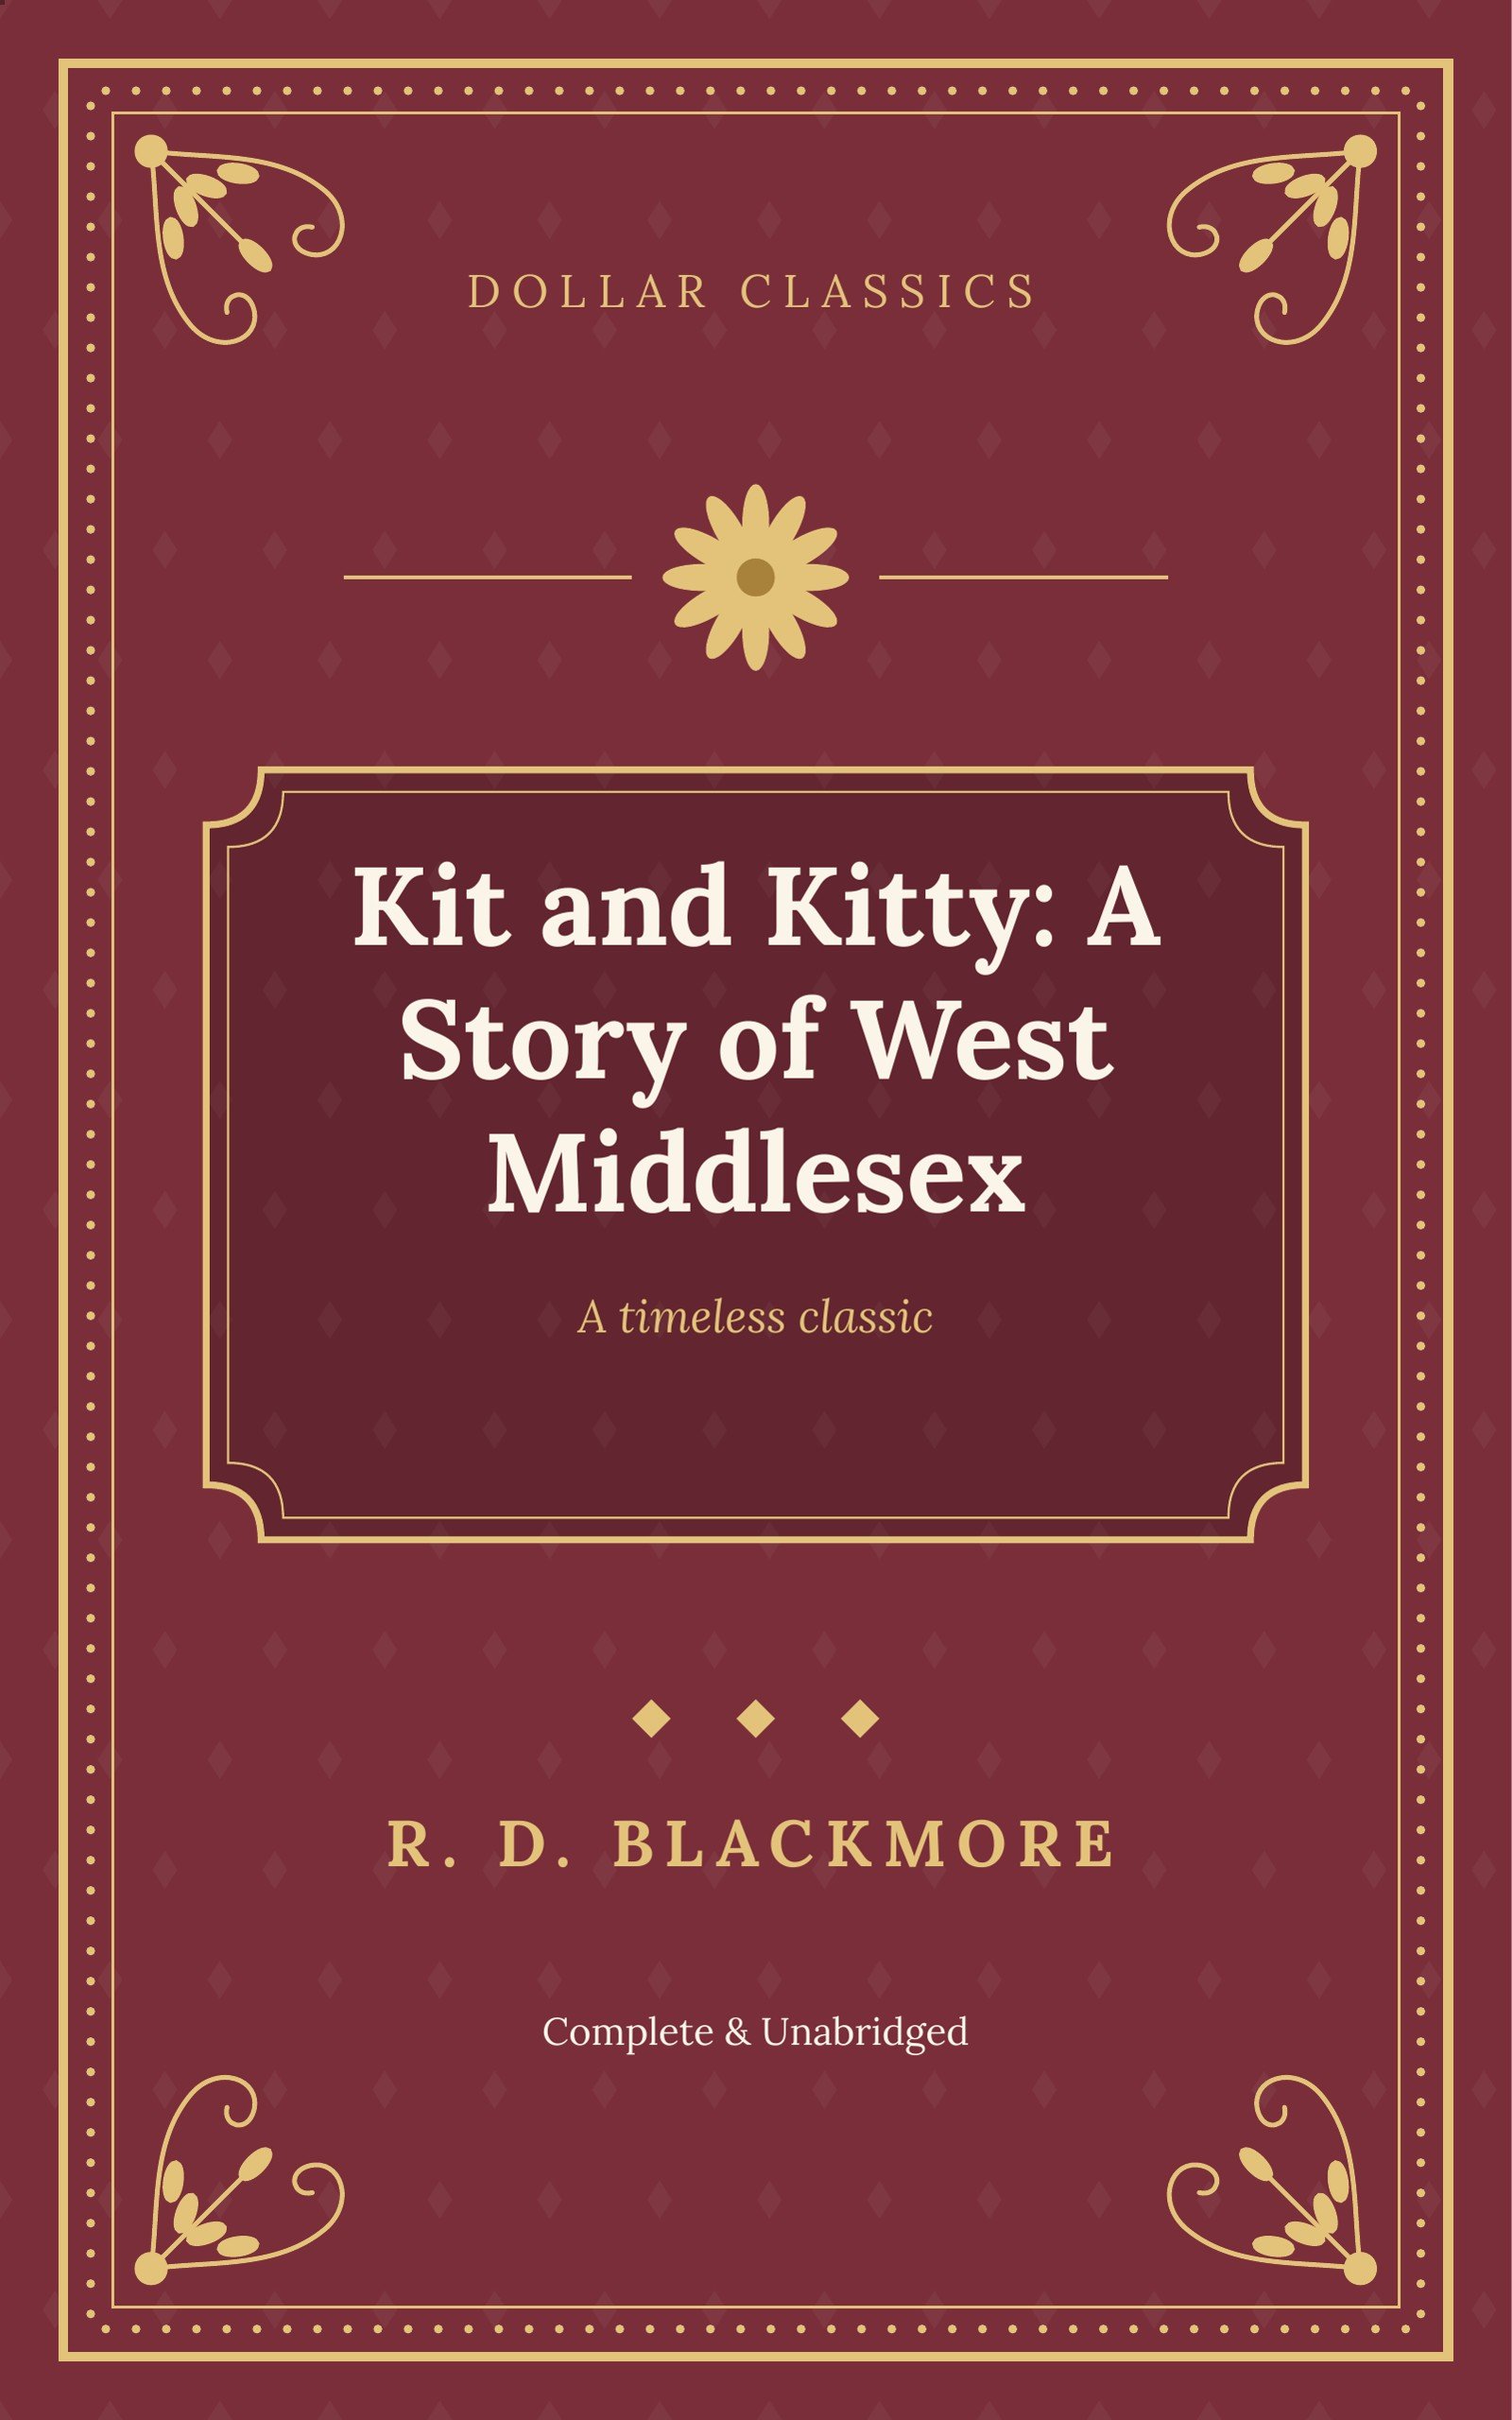 DOLLAR CLASSICS
Kit and Kitty: A
Story of West
Middlesex
A timeless classic
R. D. BLACKMORE
Complete & Unabridged